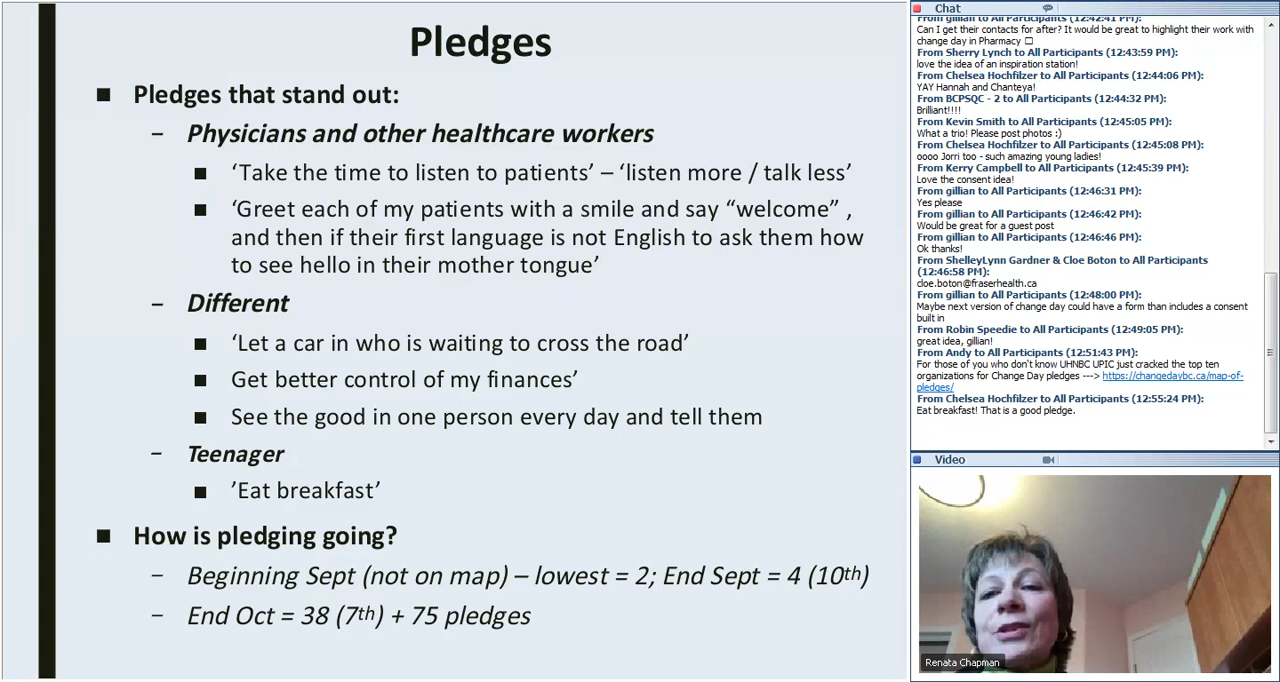 Pledges
■ Pledges that stand out:
– Physicians and other healthcare workers
■ ‘Take the time to listen to patients’ – ‘listen more / talk less’
■ ‘Greet each of my patients with a smile and say “welcome” ,
and then if their first language is not English to ask them how
to see hello in their mother tongue’
– Different
■ ‘Let a car in who is waiting to cross the road’
■ Get better control of my finances’
■ See the good in one person every day and tell them
– Teenager
■ ’Eat breakfast’
■ How is pledging going?
– Beginning Sept (not on map) – lowest = 2; End Sept = 4 (10th)
– End Oct = 38 (7th) + 75 pledges
Chat
From gillian to All Participants (12:42:41 PM):
Can I get their contacts for after? It would be great to highlight their work with
change day in Pharmacy □
From Sherry Lynch to All Participants (12:43:59 PM):
love the idea of an inspiration station!
From Chelsea Hochfilzer to All Participants (12:44:06 PM):
YAY Hannah and Chanteya!
From BCPSQC - 2 to All Participants (12:44:32 PM):
Brilliant!!!!
From Kevin Smith to All Participants (12:45:05 PM):
What a trio! Please post photos :)
From Chelsea Hochfilzer to All Participants (12:45:08 PM):
oooo Jorri too - such amazing young ladies!
From Kerry Campbell to All Participants (12:45:39 PM):
Love the consent idea!
From gillian to All Participants (12:46:31 PM):
Yes please
From gillian to All Participants (12:46:42 PM):
Would be great for a guest post
From gillian to All Participants (12:46:46 PM):
Ok thanks!
From ShelleyLynn Gardner & Cloe Boton to All Participants
(12:46:58 PM):
cloe.boton@fraserhealth.ca
From gillian to All Participants (12:48:00 PM):
Maybe next version of change day could have a form than includes a consent
built in
From Robin Speedie to All Participants (12:49:05 PM):
great idea, gillian!
From Andy to All Participants (12:51:43 PM):
For those of you who don't know UHNBC UPIC just cracked the top ten
organizations for Change Day pledges ---> https://changedaybc.ca/map-of-
pledges/
From Chelsea Hochfilzer to All Participants (12:55:24 PM):
Eat breakfast! That is a good pledge.
Video
Renata Chapman